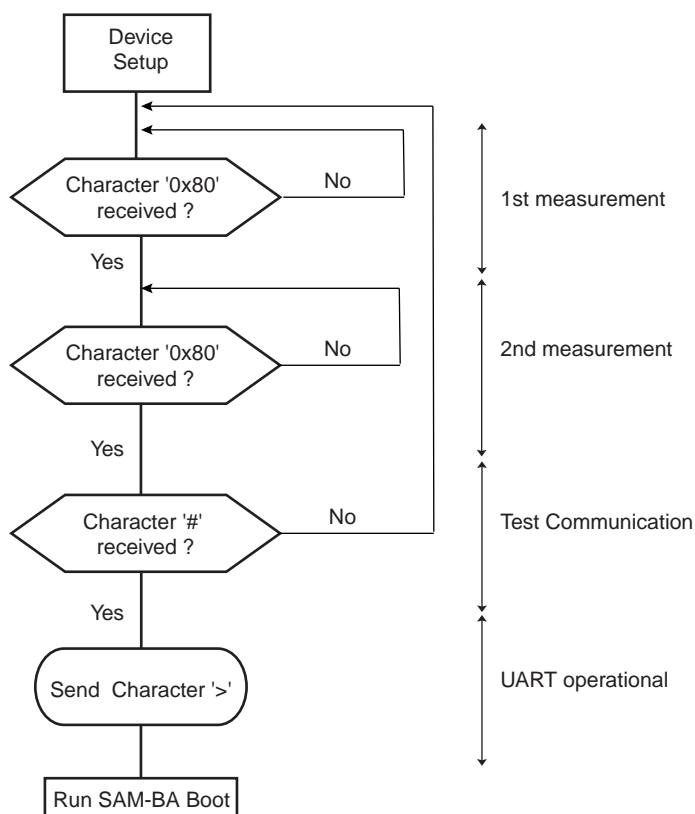 Device
Setup
Character '0x80'
received ?
No
1st measurement
Yes
Character '0x80'
received ?
No
2nd measurement
Yes
Character '#'
received ?
No
Test Communication
Yes
Send Character '>'
UART operational
Run SAM-BA Boot